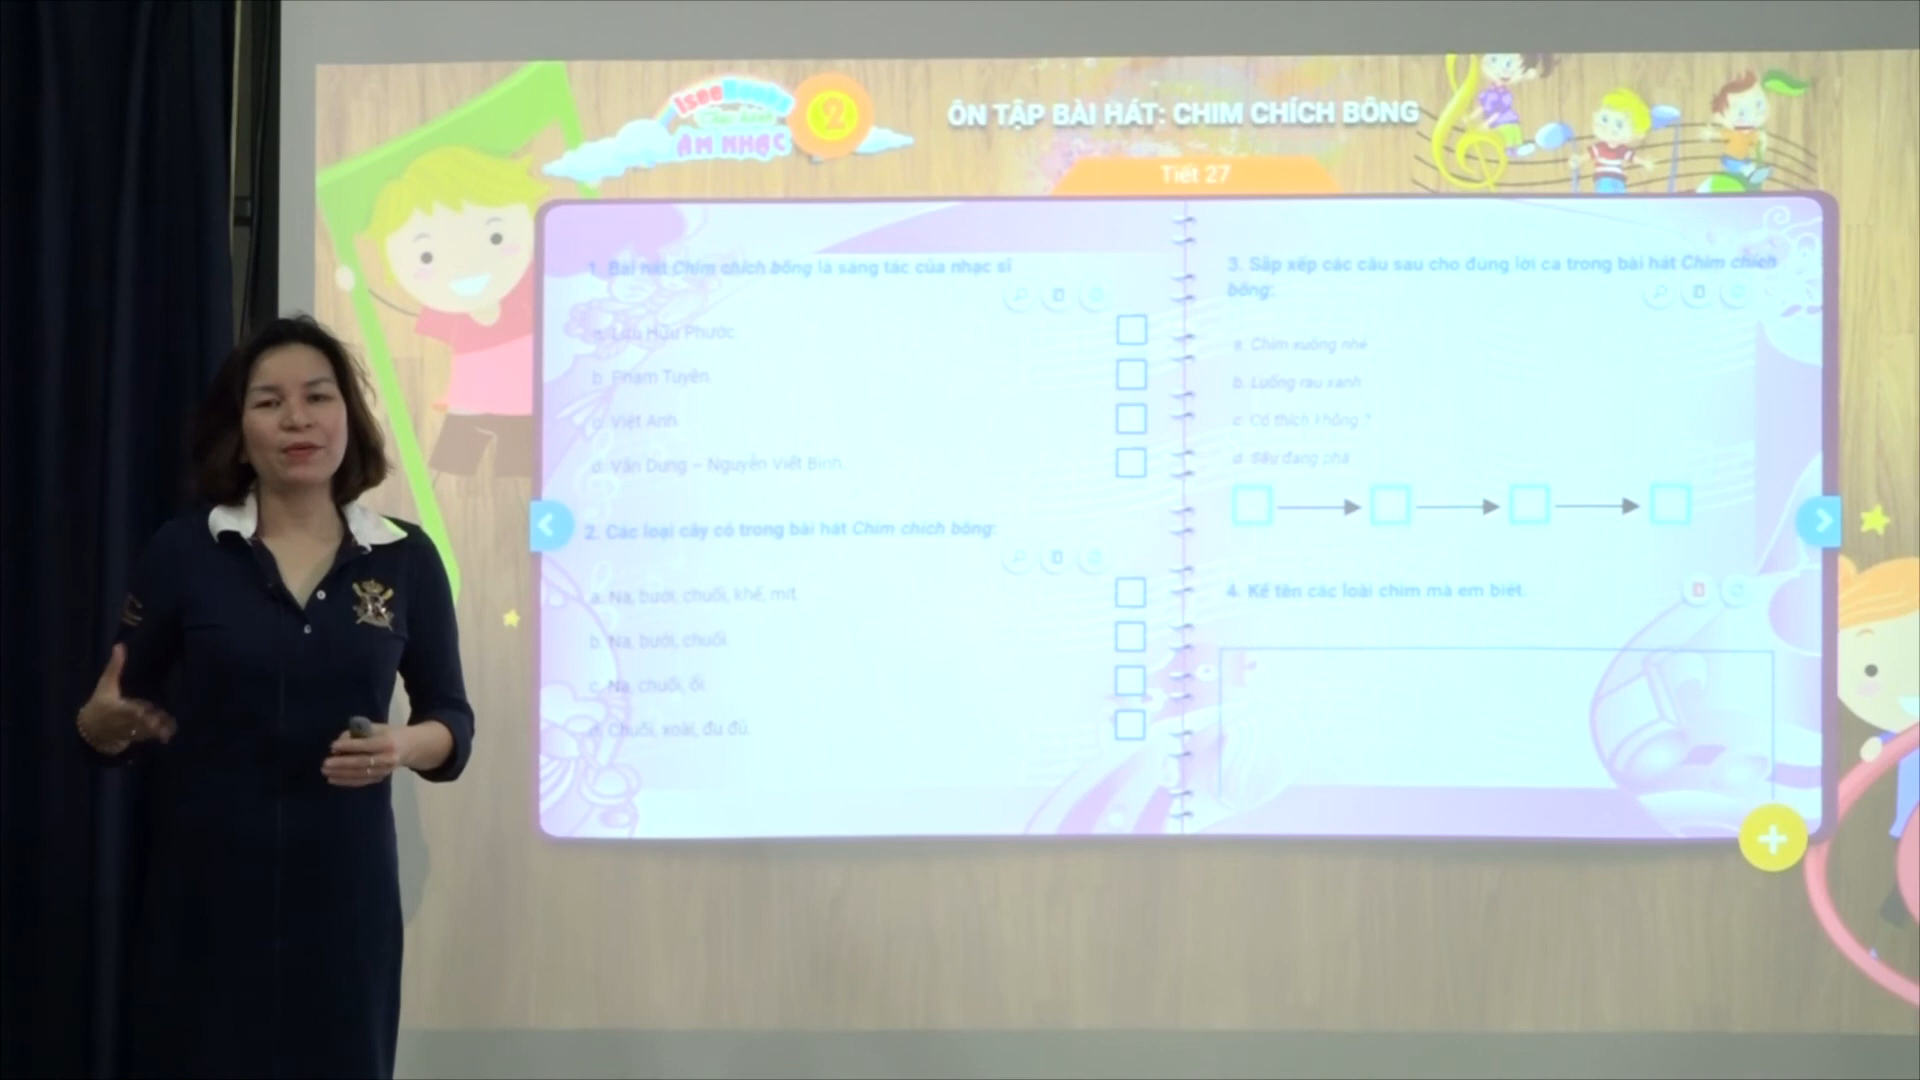 iseebooks
Thực hành
ÂM NHẠC
2
ÔN TẬP BÀI HÁT: CHIM CHÍCH BÔNG
Tiết 27
1. Bài hát Chim chích bông là sáng tác của nhạc sĩ
a. Lưu Hữu Phước
b. Phạm Tuyên
c. Việt Anh
d. Văn Dung – Nguyễn Viết Bình
2. Các loại cây có trong bài hát Chim chích bông:
a. Na, bưởi, chuối, khế, mít
b. Na, bưởi, chuối
c. Na, chuối, ổi
d. Chuối, xoài, đu đủ.
3. Sắp xếp các câu sau cho đúng lời ca trong bài hát Chim chích
bông:
a. Chim xuống nhé
b. Luống rau xanh
c. Có thích không ?
d. Sâu đang phá
4. Kể tên các loài chim mà em biết.